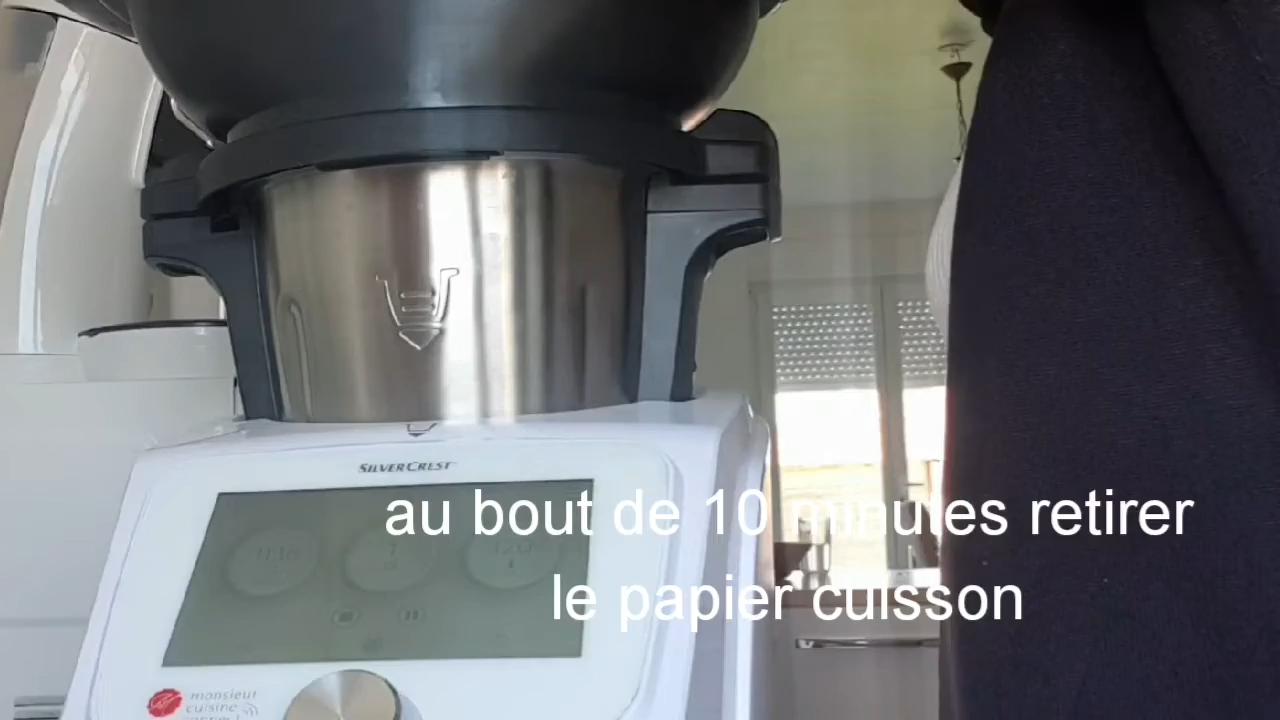 SILVERCREST
au bout de 10 minutes retirer
le papier cuisson
monsieur
cuisine